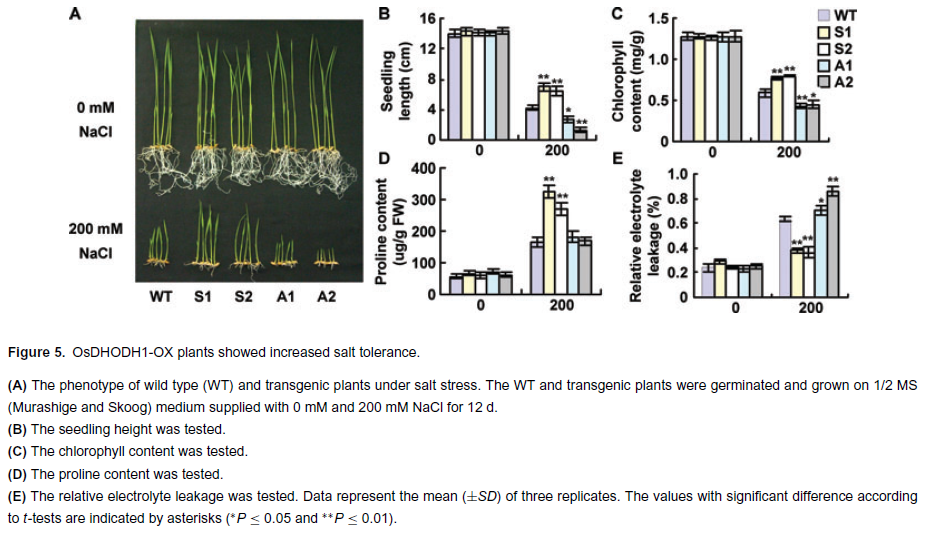 A
0 mM
NaCl
200 mM
NaCl
WT S1 S2 A1 A2
B
Seedling
length (cm)
16
12
8
4
0
** ** * **
0 200
C
Chlorophyll
content (mg/g)
1.5
1.0
0.5
0
** ** ** *
0 200
WT
S1
S2
A1
A2
D
Proline content
(ug/g FW)
400
300
200
100
0
** **
0 200
E
Relative electrolyte
leakage (%)
1.0
0.8
0.6
0.4
0.2
0
** ** * **
0 200
Figure 5. OsDHODH1-OX plants showed increased salt tolerance.
(A) The phenotype of wild type (WT) and transgenic plants under salt stress. The WT and transgenic plants were germinated and grown on 1/2 MS
(Murashige and Skoog) medium supplied with 0 mM and 200 mM NaCl for 12 d.
(B) The seedling height was tested.
(C) The chlorophyll content was tested.
(D) The proline content was tested.
(E) The relative electrolyte leakage was tested. Data represent the mean (±SD) of three replicates. The values with significant difference according
to t-tests are indicated by asterisks (*P ≤ 0.05 and **P ≤ 0.01).